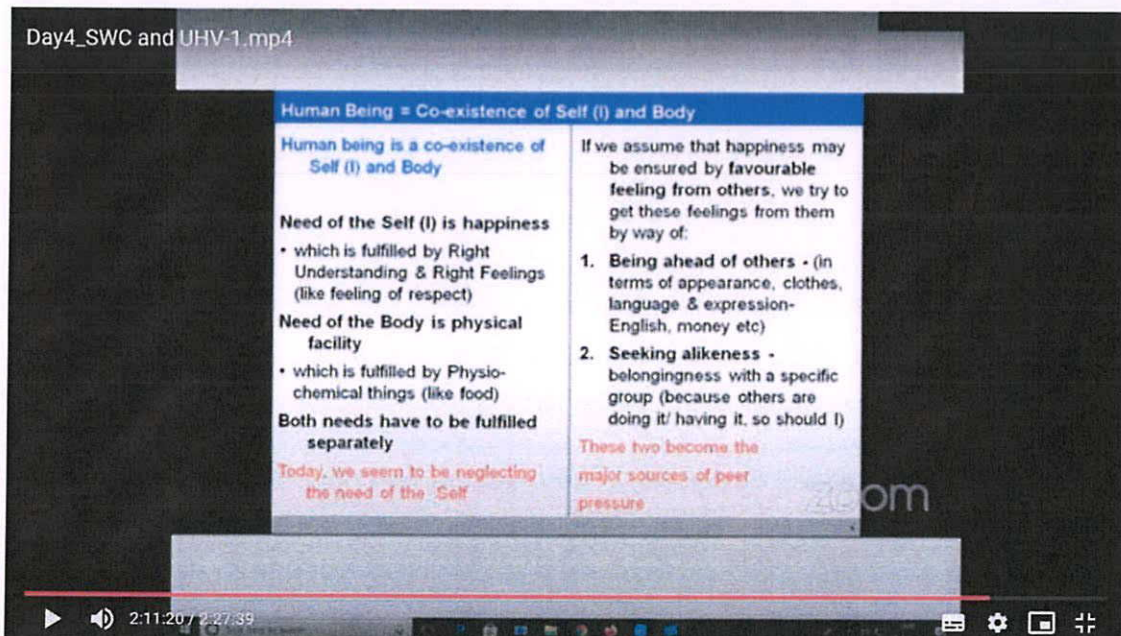 Day4_SWC and UHV-1.mp4
Human Being = Co-existence of Self (I) and Body
Human being is a co-existence of
Self (I) and Body
Need of the Self (I) is happiness
• which is fulfilled by Right
Understanding & Right Feelings
(like feeling of respect)
Need of the Body is physical
facility
• which is fulfilled by Physio-
chemical things (like food)
Both needs have to be fulfilled
separately
Today, we seem to be neglecting
the need of the Self
If we assume that happiness may
be ensured by favourable
feeling from others, we try to
get these feelings from them
by way of:
1. Being ahead of others - (in
terms of appearance, clothes,
language & expression-
English, money etc)
2. Seeking alikeness -
belongingness with a specific
group (because others are
doing it/ having it, so should I)
These two become the
major sources of peer
pressure
zoom
2:11:20 / 2:27:39